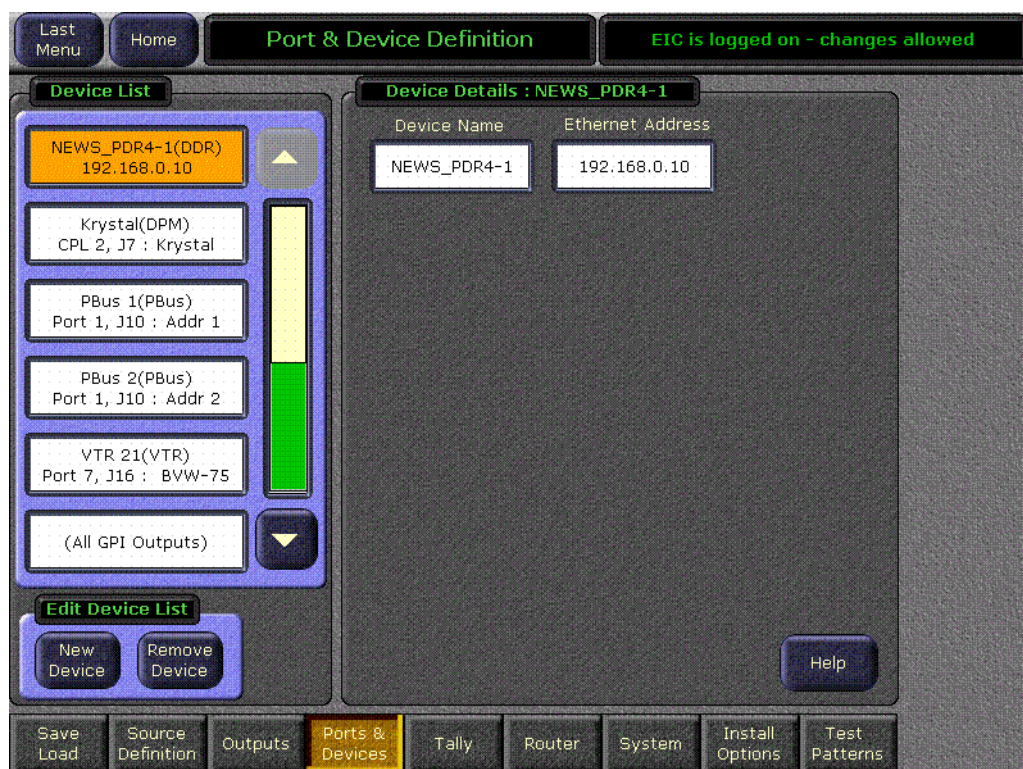 Last
Menu
Home
Port & Device Definition
EIC is logged on - changes allowed
Device List
NEWS_PDR4-1(DDR)
192.168.0.10
Krystal(DPM)
CPL 2, J7 : Krystal
PBus 1(PBus)
Port 1, J10 : Addr 1
PBus 2(PBus)
Port 1, J10 : Addr 2
VTR 21(VTR)
Port 7, J16 : BVW-75
(All GPI Outputs)
Edit Device List
New
Device
Remove
Device
Device Details : NEWS_PDR4-1
Device Name
Ethernet Address
NEWS_PDR4-1
192.168.0.10
Help
Save
Load
Source
Definition
Outputs
Ports &
Devices
Tally
Router
System
Install
Options
Test
Patterns